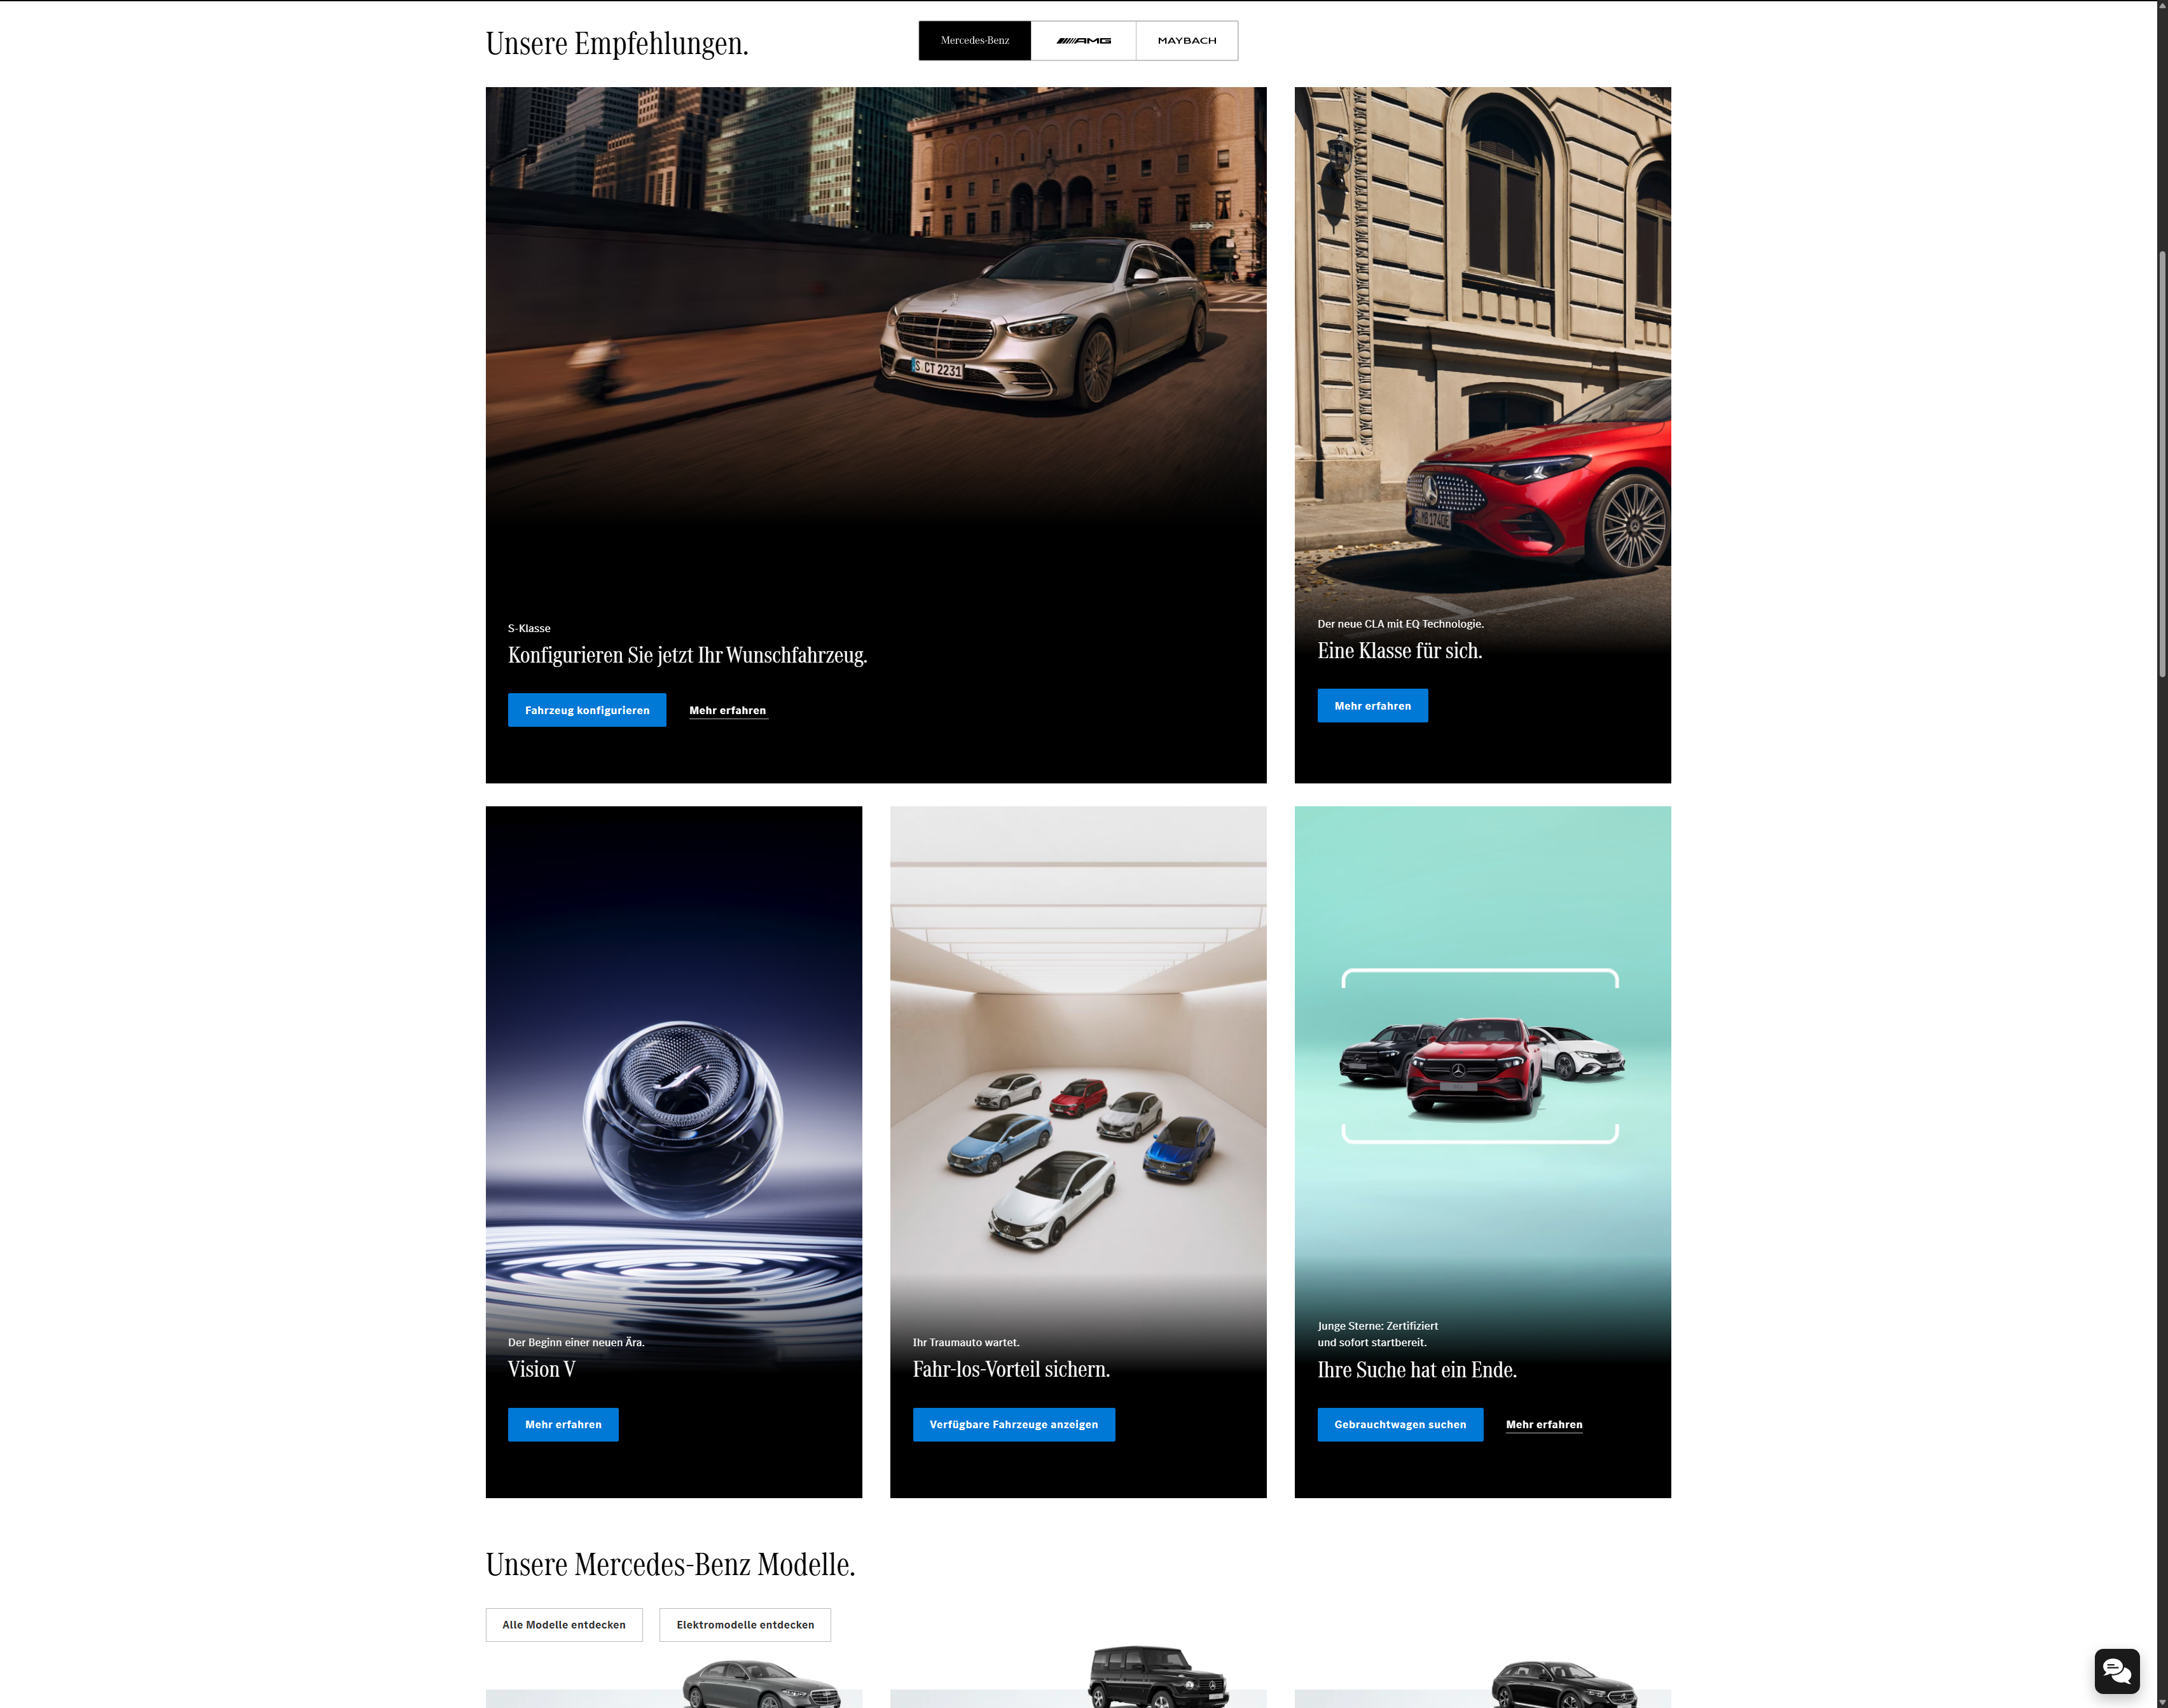 Unsere Empfehlungen.
Mercedes-Benz
AMG
MAYBACH
S CT 2231
S-Klasse
Konfigurieren Sie jetzt Ihr Wunschfahrzeug.
Fahrzeug konfigurieren
Mehr erfahren
S MB 1740E
Der neue CLA mit EQ Technologie.
Eine Klasse für sich.
Mehr erfahren
Der Beginn einer neuen Ära.
Vision V
Mehr erfahren
Ihr Traumauto wartet.
Fahr-los-Vorteil sichern.
Verfügbare Fahrzeuge anzeigen
Junge Sterne: Zertifiziert
und sofort startbereit.
Ihre Suche hat ein Ende.
Gebrauchtwagen suchen
Mehr erfahren
Unsere Mercedes-Benz Modelle.
Alle Modelle entdecken
Elektromodelle entdecken